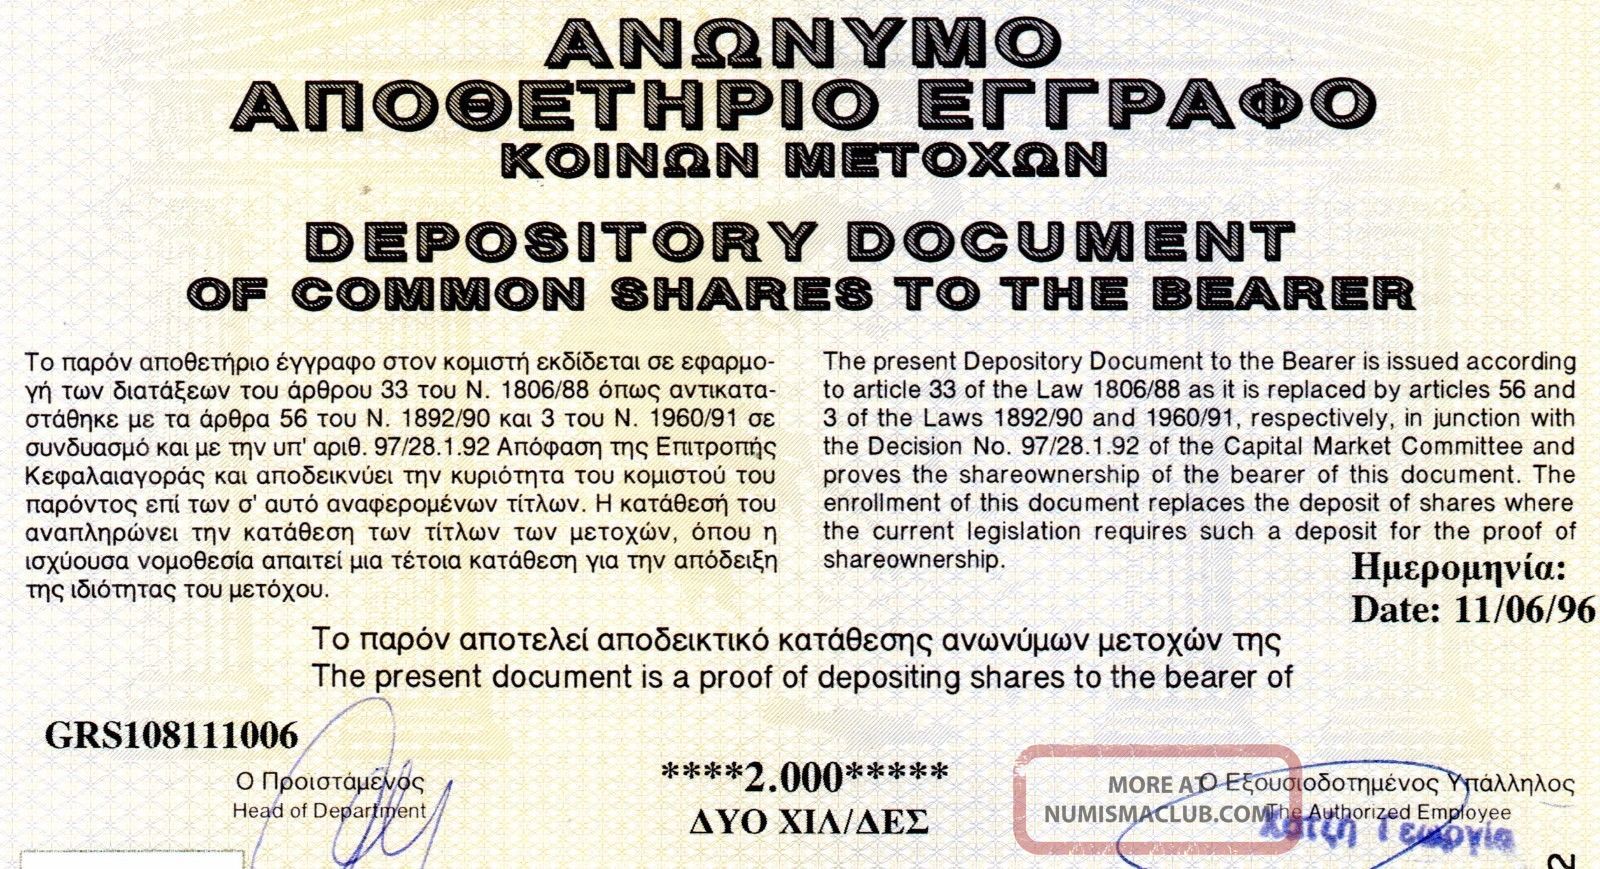 ΑΝΩΝΥΜΟ
ΑΠΟΘΕΤΗΡΙΟ ΕΓΓΡΑΦΟ
ΚΟΙΝΩΝ ΜΕΤΟΧΩΝ
DEPOSITORY DOCUMENT
OF COMMON SHARES TO THE BEARER
Το παρόν αποθετήριο έγγραφο στον κομιστή εκδίδεται σε εφαρμο-
γή των διατάξεων του άρθρου 33 του Ν. 1806/88 όπως αντικατα-
στάθηκε με τα άρθρα 56 του Ν. 1892/90 και 3 του Ν. 1960/91 σε
συνδυασμό και με την υπ' αριθ. 97/28.1.92 Απόφαση της Επιτροπής
Κεφαλαιαγοράς και αποδεικνύει την κυριότητα του κομιστού του
παρόντος επί των σ' αυτό αναφερομένων τίτλων. Η κατάθεσή του
αναπληρώνει την κατάθεση των τίτλων των μετοχών, όπου η
ισχύουσα νομοθεσία απαιτεί μια τέτοια κατάθεση για την απόδειξη
της ιδιότητας του μετόχου.
The present Depository Document to the Bearer is issued according
to article 33 of the Law 1806/88 as it is replaced by articles 56 and
3 of the Laws 1892/90 and 1960/91, respectively, in junction with
the Decision No. 97/28.1.92 of the Capital Market Committee and
proves the shareownership of the bearer of this document. The
enrollment of this document replaces the deposit of shares where
the current legislation requires such a deposit for the proof of
shareownership.
Ημερομηνία:
Date: 11/06/96
Το παρόν αποτελεί αποδεικτικό κατάθεσης ανωνύμων μετοχών της
The present document is a proof of depositing shares to the bearer of
GRS108111006
Ο Προιστάμενος
Head of Department
****2.000*****
ΔΥΟ ΧΙΛ/ΔΕΣ
MORE AT
NUMISMACLUB.COM
Ο Εξουσιοδοτημένος Υπάλληλος
The Authorized Employee
Χατζη Γεωργία
2